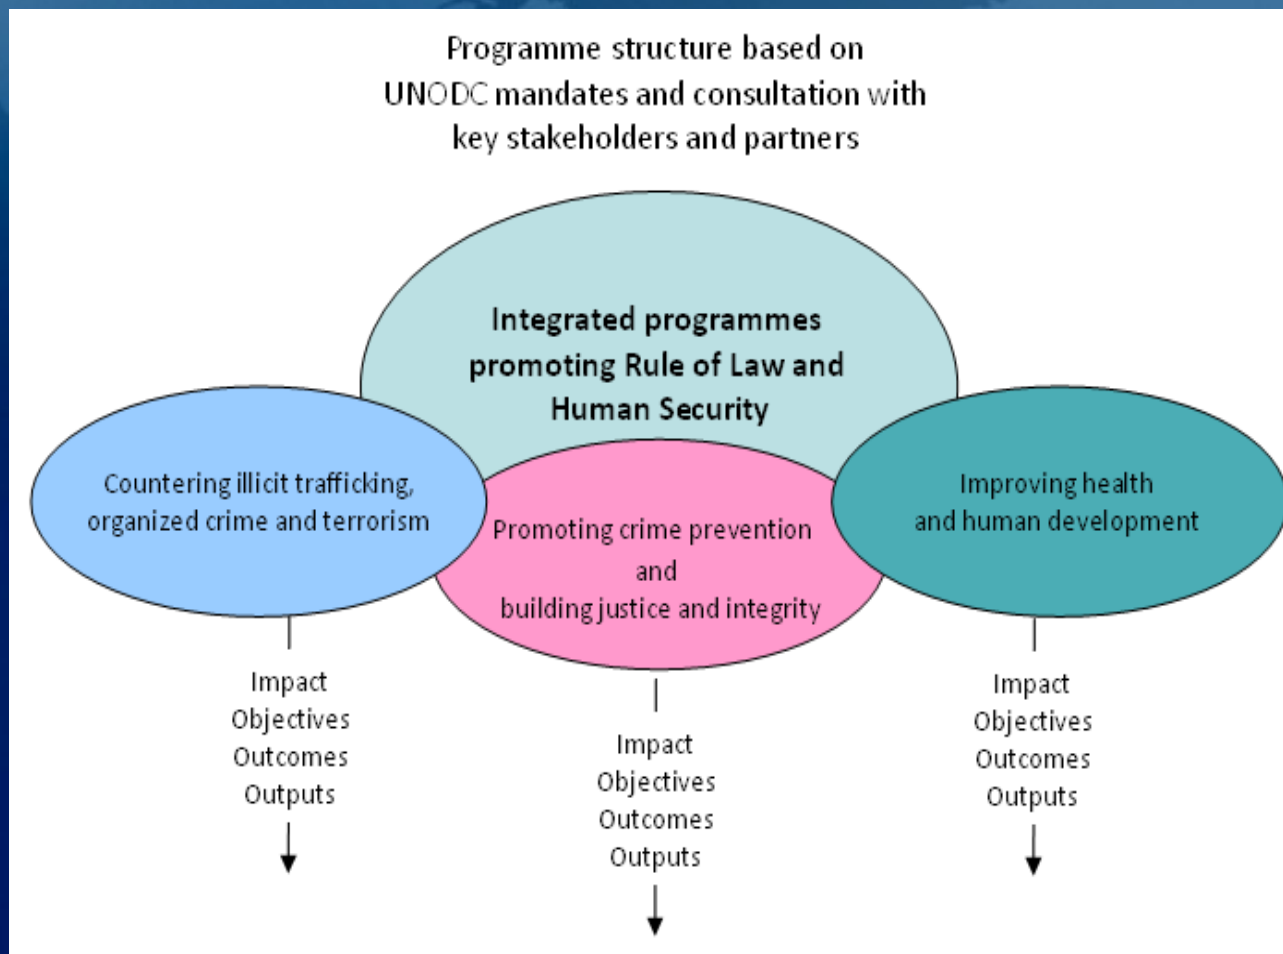 Programme structure based on
UNODC mandates and consultation with
key stakeholders and partners
Integrated programmes
promoting Rule of Law and
Human Security
Countering illicit trafficking,
organized crime and terrorism
Promoting crime prevention
and
building justice and integrity
Improving health
and human development
Impact
Objectives
Outcomes
Outputs
Impact
Objectives
Outcomes
Outputs
Impact
Objectives
Outcomes
Outputs